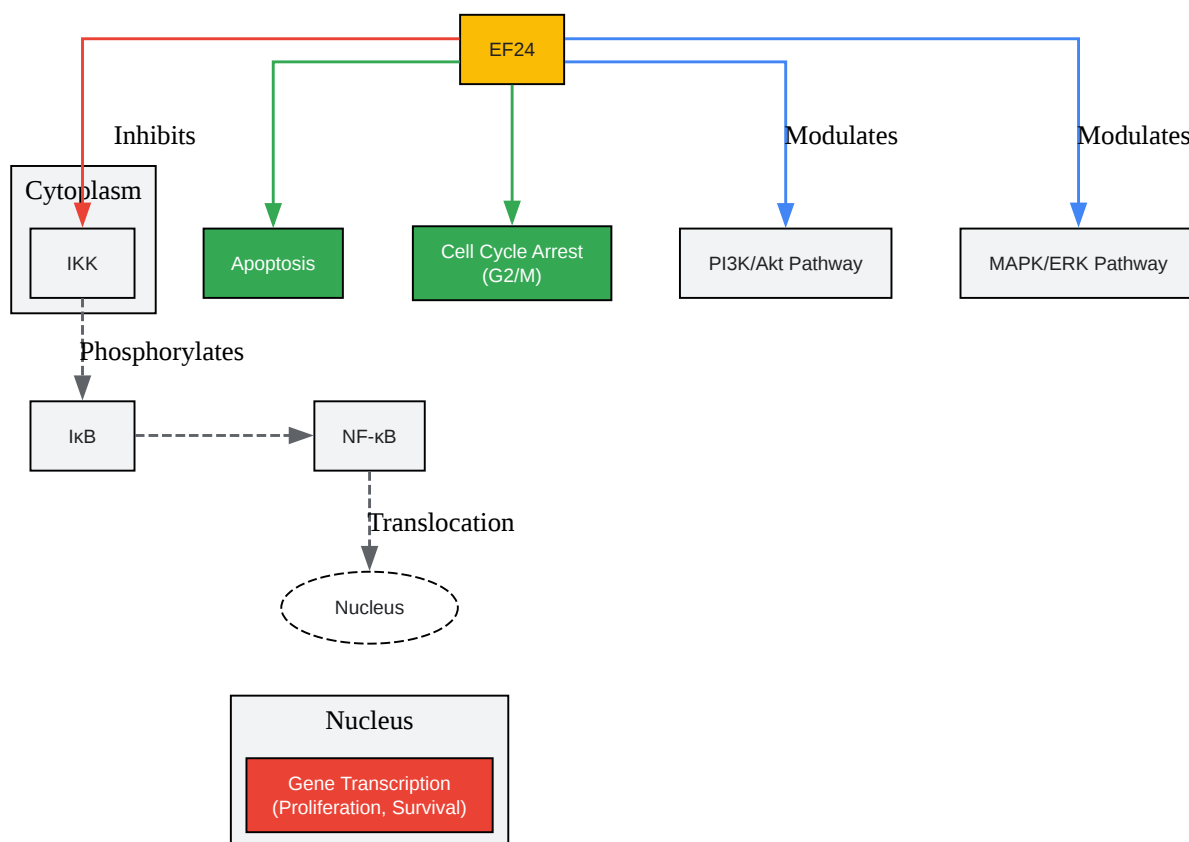 EF24
Inhibits
Modulates
Modulates
Cytoplasm
IKK
Apoptosis
Cell Cycle Arrest
(G2/M)
PI3K/Akt Pathway
MAPK/ERK Pathway
Phosphorylates
IκB
NF-κB
Translocation
Nucleus
Nucleus
Gene Transcription
(Proliferation, Survival)